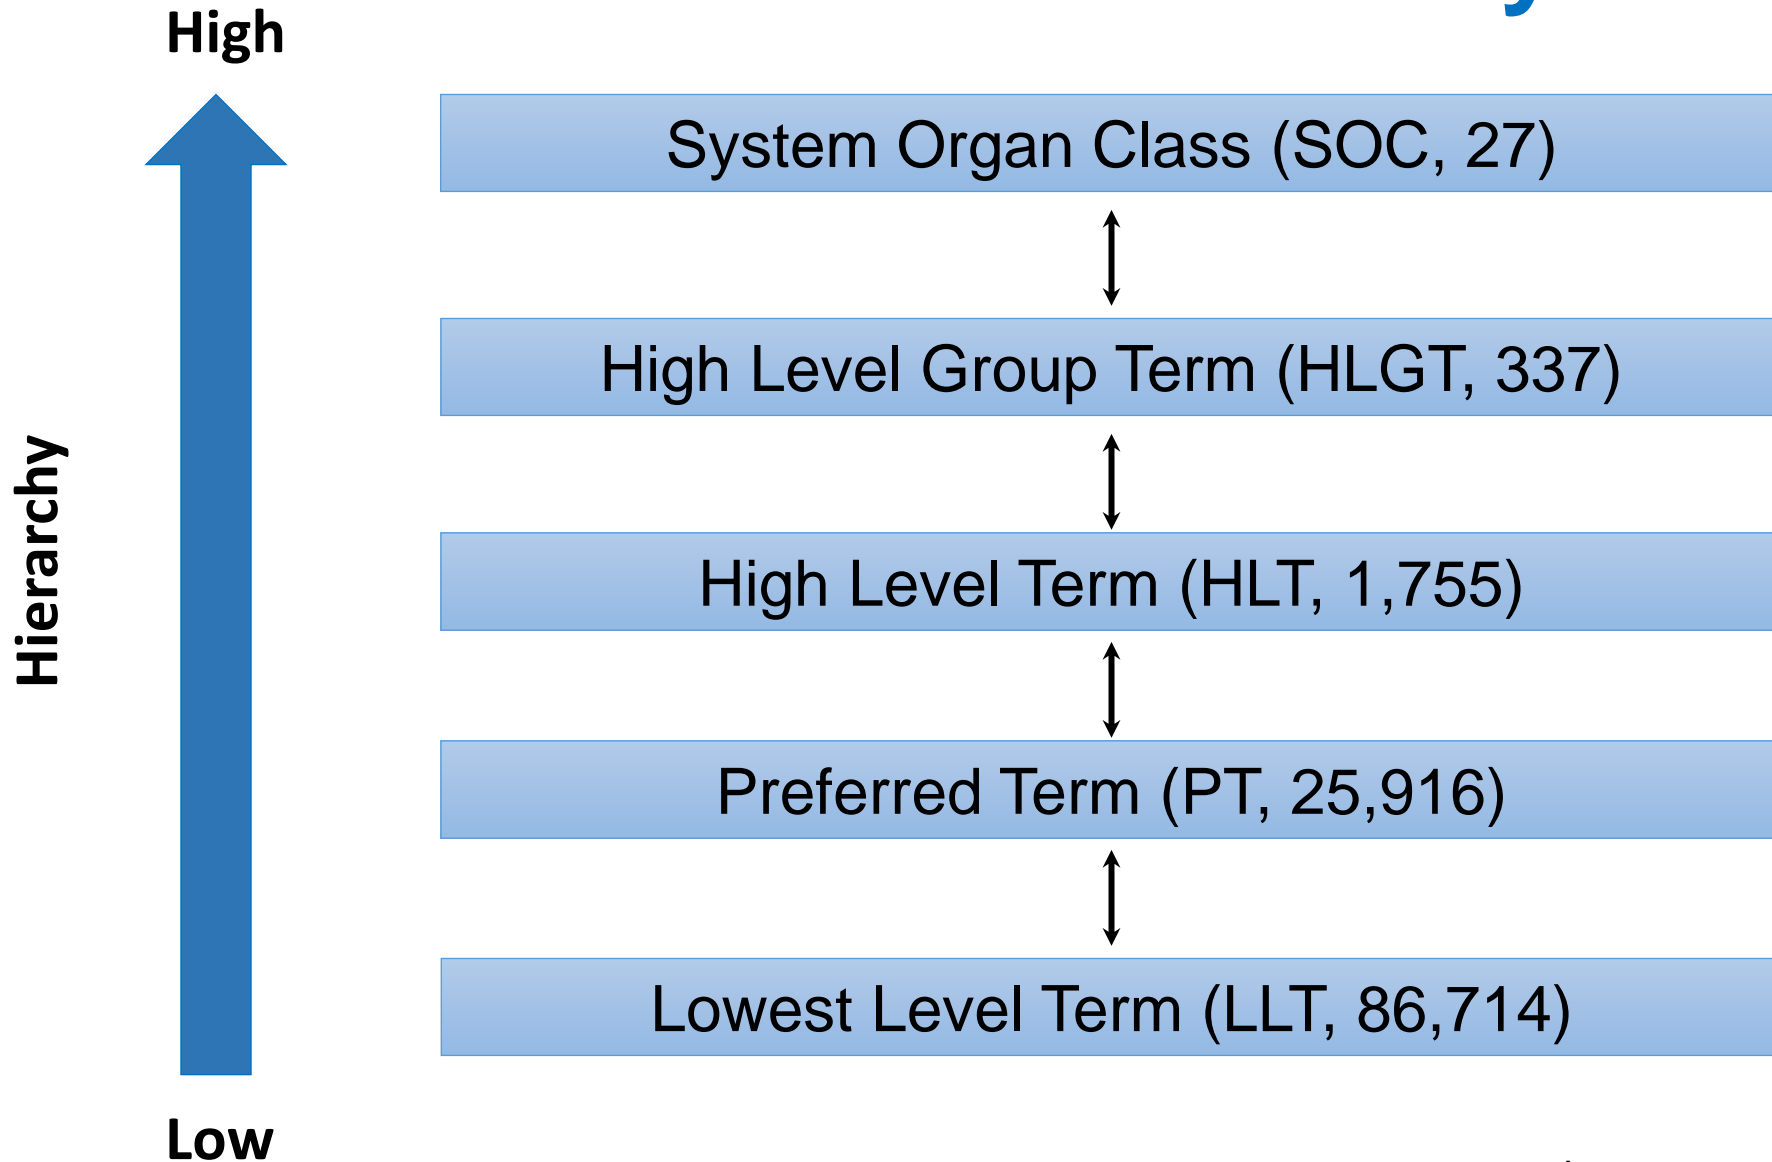 High
System Organ Class (SOC, 27)
High Level Group Term (HLGT, 337)
Hierarchy
High Level Term (HLT, 1,755)
Preferred Term (PT, 25,916)
Lowest Level Term (LLT, 86,714)
Low